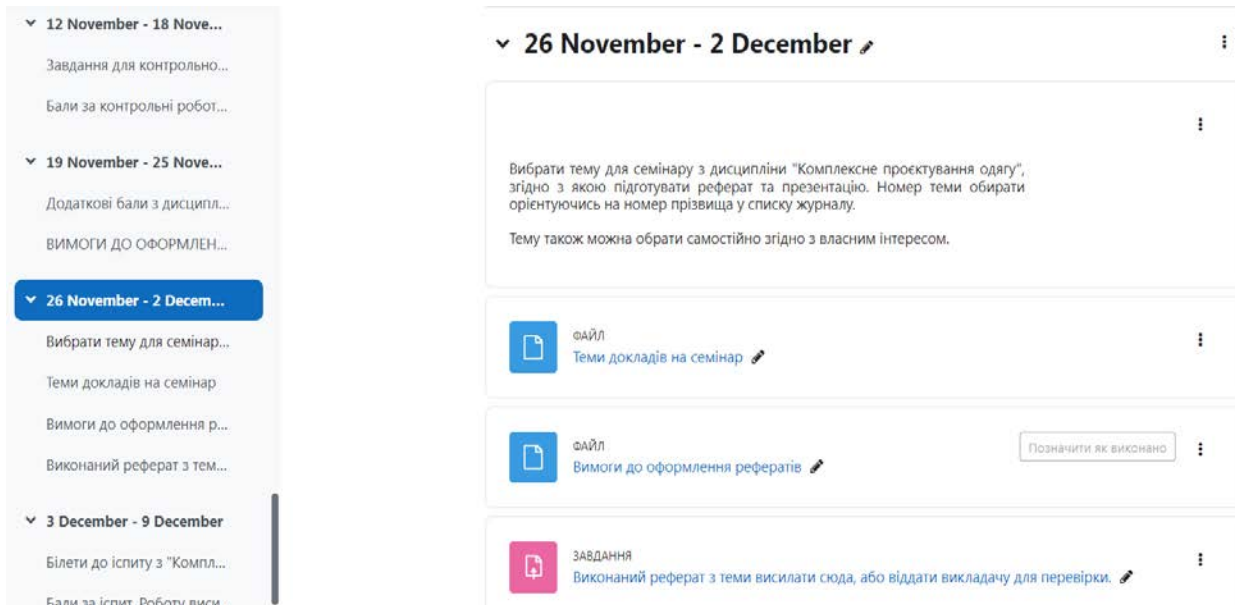 12 November - 18 Nove...
Завдання для контрольно...
Бали за контрольні робот...
19 November - 25 Nove...
Додаткові бали з дисципл...
ВИМОГИ ДО ОФОРМЛЕН...
26 November - 2 Decem...
Вибрати тему для семінар...
Теми докладів на семінар
Вимоги до оформлення р...
Виконаний реферат з тем...
3 December - 9 December
Білети до іспиту з "Компл...
Бали за іспит. Роботу виси...
26 November - 2 December
Вибрати тему для семінару з дисципліни "Комплексне проєктування одягу",
згідно з якою підготувати реферат та презентацію. Номер теми обирати
орієнтуючись на номер прізвища у списку журналу.
Тему також можна обрати самостійно згідно з власним інтересом.
ФАЙЛ
Теми докладів на семінар
ФАЙЛ
Вимоги до оформлення рефератів
Позначити як виконано
ЗАВДАННЯ
Виконаний реферат з теми висилати сюда, або віддати викладачу для перевірки.